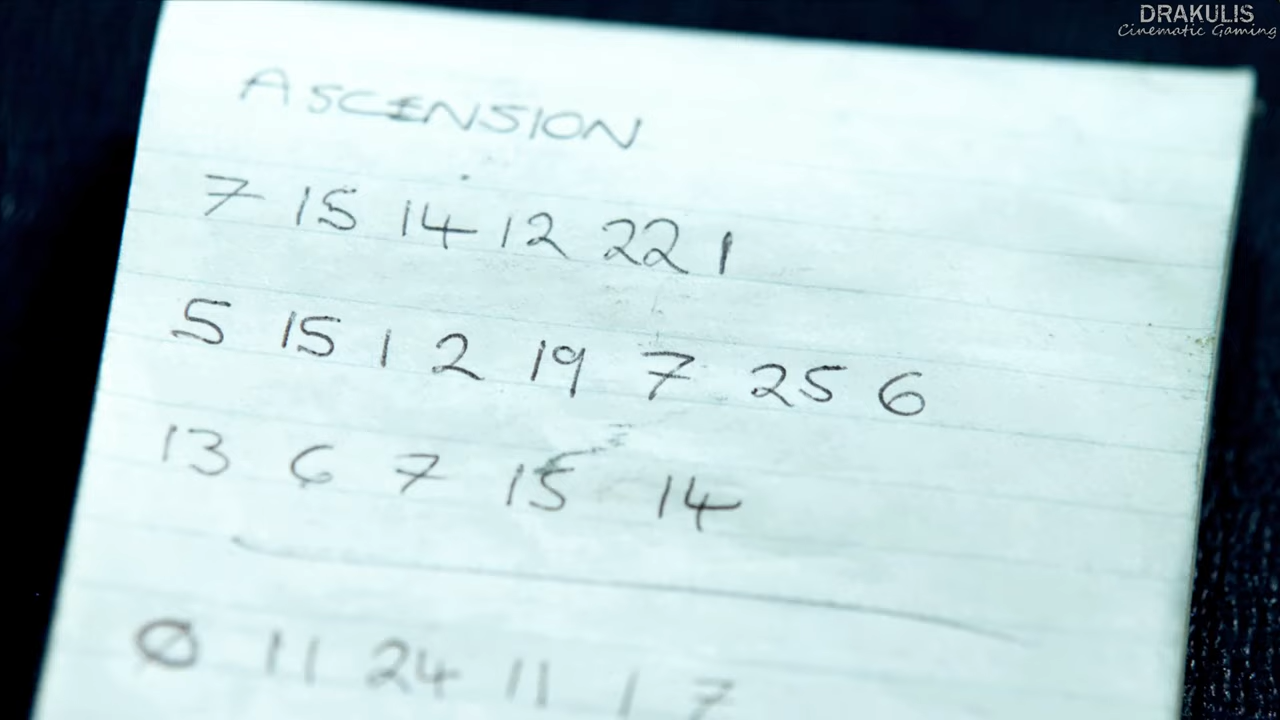 DRAKULIS
Cinematic Gaming
ASCENSION
7 15 14 12 22 1
5 15 1 2 19 7 25 6
13 6 7 15 14
0 11 24 11 1 7